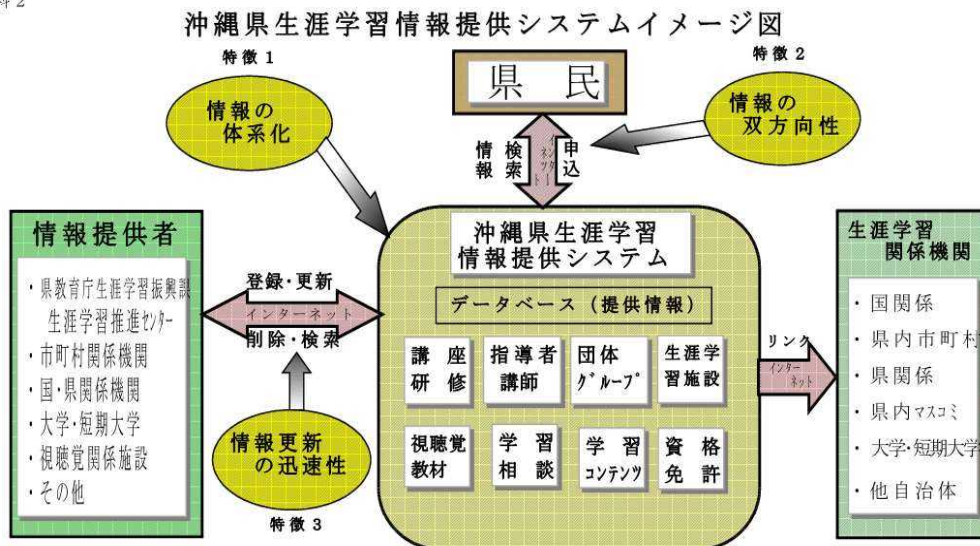 料2
沖縄県生涯学習情報提供システムイメージ図
特徴1
情報の
体系化
県 民
特徴2
情報の
双方向性
情報
検索
インターネット
申込
情報提供者
・県教育庁生涯学習振興課
生涯学習推進センター
・市町村関係機関
・国・県関係機関
・大学・短期大学
・視聴覚関係施設
・その他
登録・更新
インターネット
削除・検索
情報更新
の迅速性
特徴3
沖縄県生涯学習
情報提供システム
データベース（提供情報）
講座
研修
指導者
講師
団体
グループ
生涯学
習施設
視聴覚
教材
学習
相談
学習
コンテンツ
資格
免許
リンク
インター
ネット
生涯学習
関係機関
・国関係
・県内市町村
・県関係
・県内マスコミ
・大学・短期大学
・他自治体